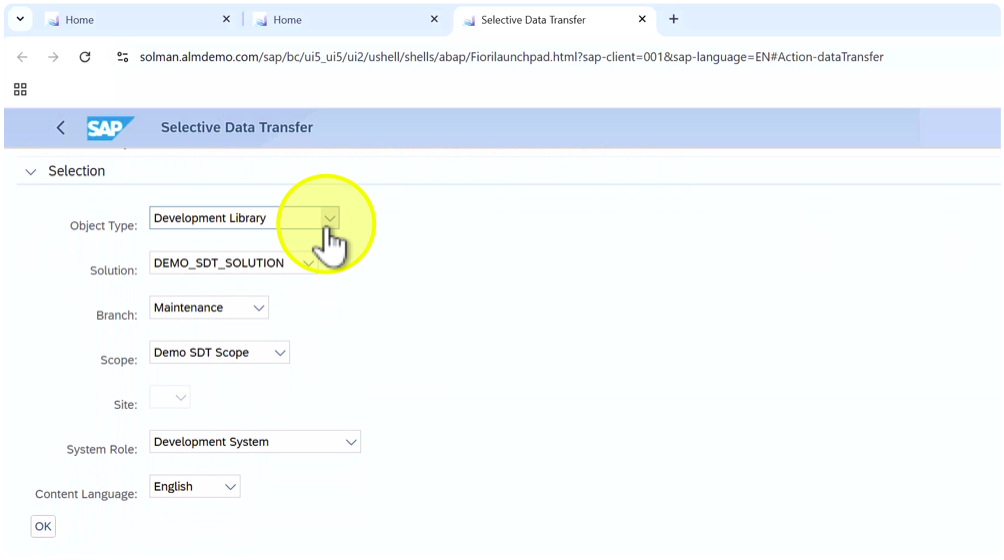 Home
Home
Selective Data Transfer
solman.almdemo.com/sap/bc/ui5_ui5/ui2/ushell/shells/abap/Fiorilaunchpad.html?sap-client=001&sap-language=EN#Action-dataTransfer
SAP Selective Data Transfer
Selection
Object Type: Development Library
Solution: DEMO_SDT_SOLUTION
Branch: Maintenance
Scope: Demo SDT Scope
Site:
System Role: Development System
Content Language: English
OK